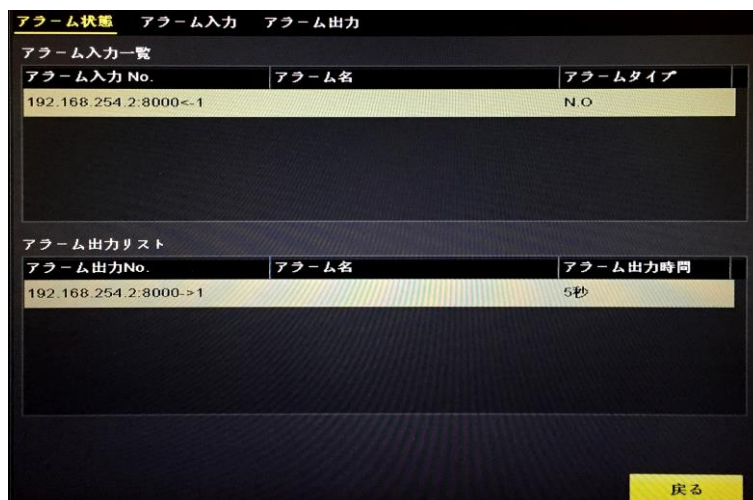 アラーム状態 アラーム入力 アラーム出力
アラーム入力一覧
アラーム入力 No. アラーム名 アラームタイプ
192.168.254.2:8000<-1 N.O
アラーム出力リスト
アラーム出力No. アラーム名 アラーム出力時間
192.168.254.2:8000->1 5秒
戻る